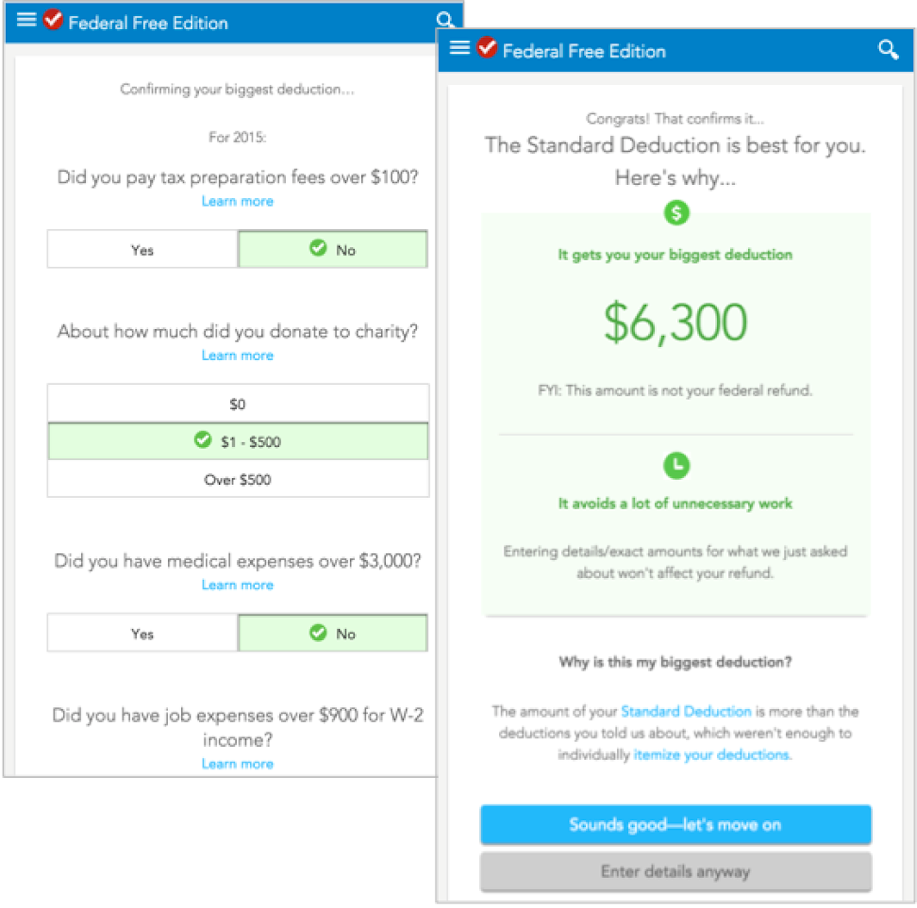 Federal Free Edition
Confirming your biggest deduction...
For 2015:
Did you pay tax preparation fees over $100?
Learn more
Yes
No
About how much did you donate to charity?
Learn more
$0
$1 - $500
Over $500
Did you have medical expenses over $3,000?
Learn more
Yes
No
Did you have job expenses over $900 for W-2
income?
Learn more
Federal Free Edition
Congrats! That confirms it...
The Standard Deduction is best for you.
Here's why...
$
It gets you your biggest deduction
$6,300
FYI: This amount is not your federal refund.
It avoids a lot of unnecessary work
Entering details/exact amounts for what we just asked
about won't affect your refund.
Why is this my biggest deduction?
The amount of your Standard Deduction is more than the
deductions you told us about, which weren't enough to
individually itemize your deductions.
Sounds good—let's move on
Enter details anyway